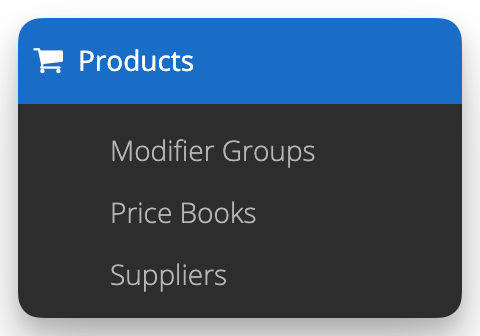 Products
Modifier Groups
Price Books
Suppliers